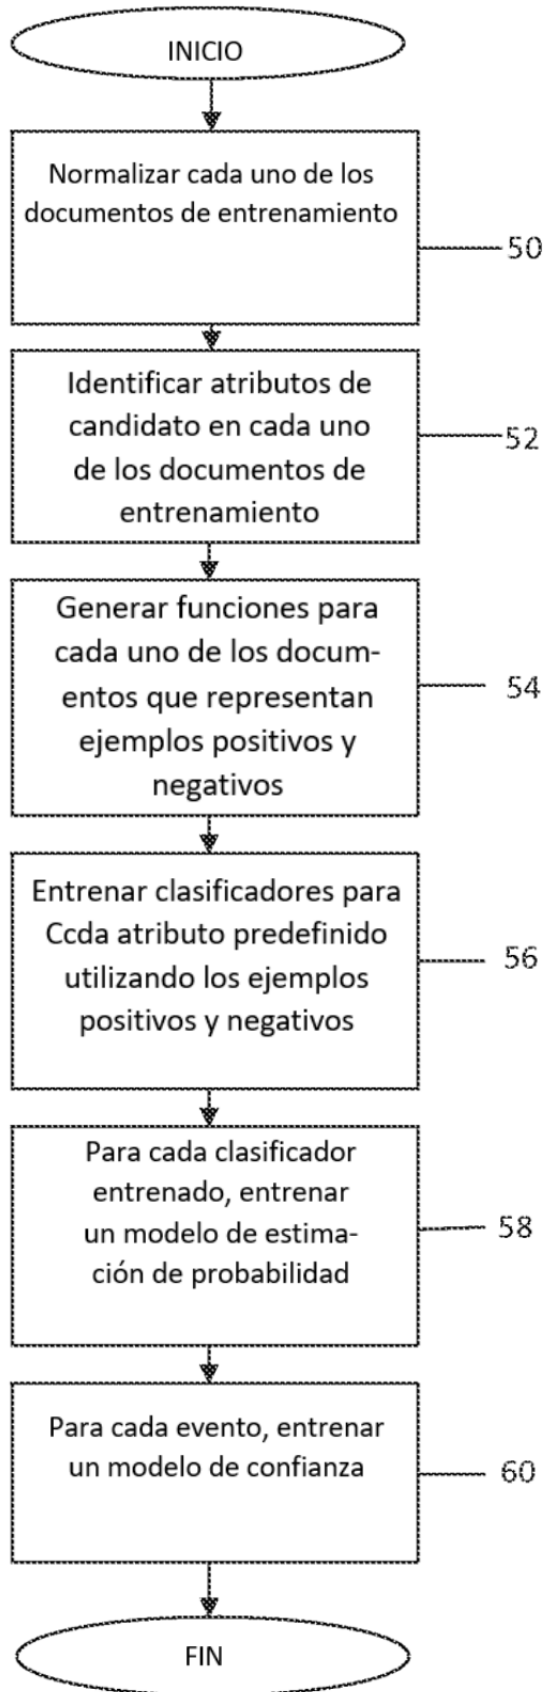 INICIO
Normalizar cada uno de los
documentos de entrenamiento
50
Identificar atributos de
candidato en cada uno
de los documentos de
entrenamiento
52
Generar funciones para
cada uno de los docum-
entos que representan
ejemplos positivos y
negativos
54
Entrenar clasificadores para
Ccda atributo predefinido
utilizando los ejemplos
positivos y negativos
56
Para cada clasificador
entrenado, entrenar
un modelo de estima-
ción de probabilidad
58
Para cada evento, entrenar
un modelo de confianza
60
FIN